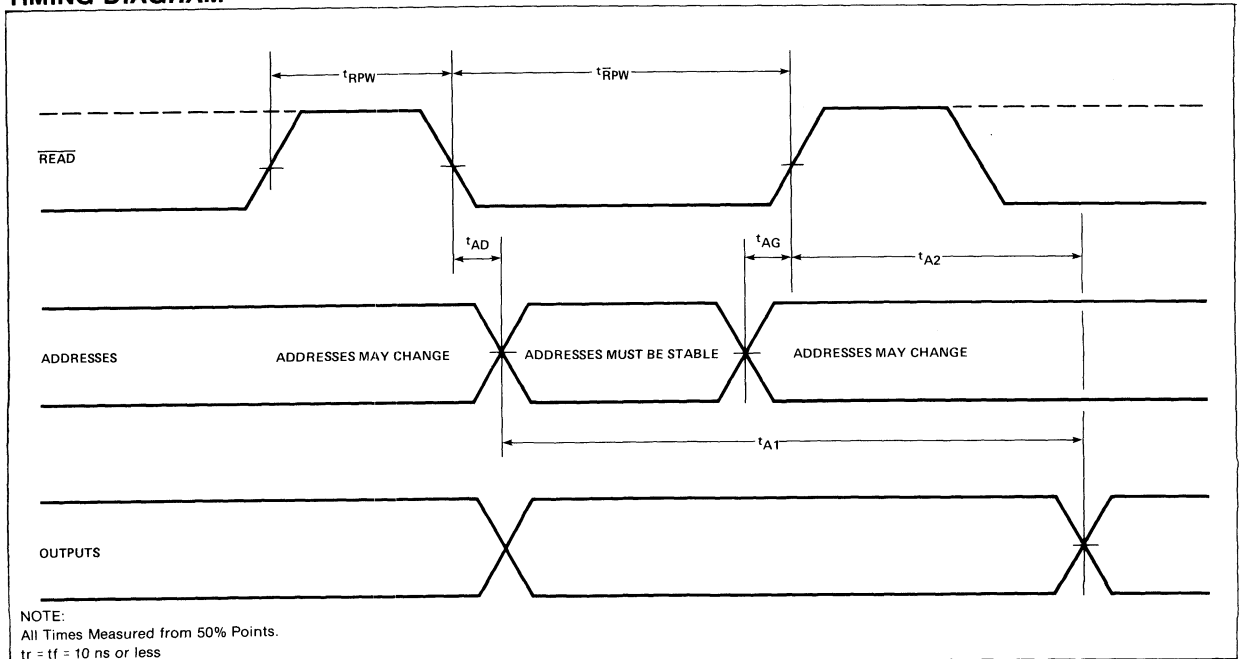 TIMING DIAGRAM
tRPW
tR̅PW
R̅E̅A̅D̅
tAD
tAG
tA2
ADDRESSES
ADDRESSES MAY CHANGE
ADDRESSES MUST BE STABLE
ADDRESSES MAY CHANGE
tA1
OUTPUTS
NOTE:
All Times Measured from 50% Points.
tr = tf = 10 ns or less